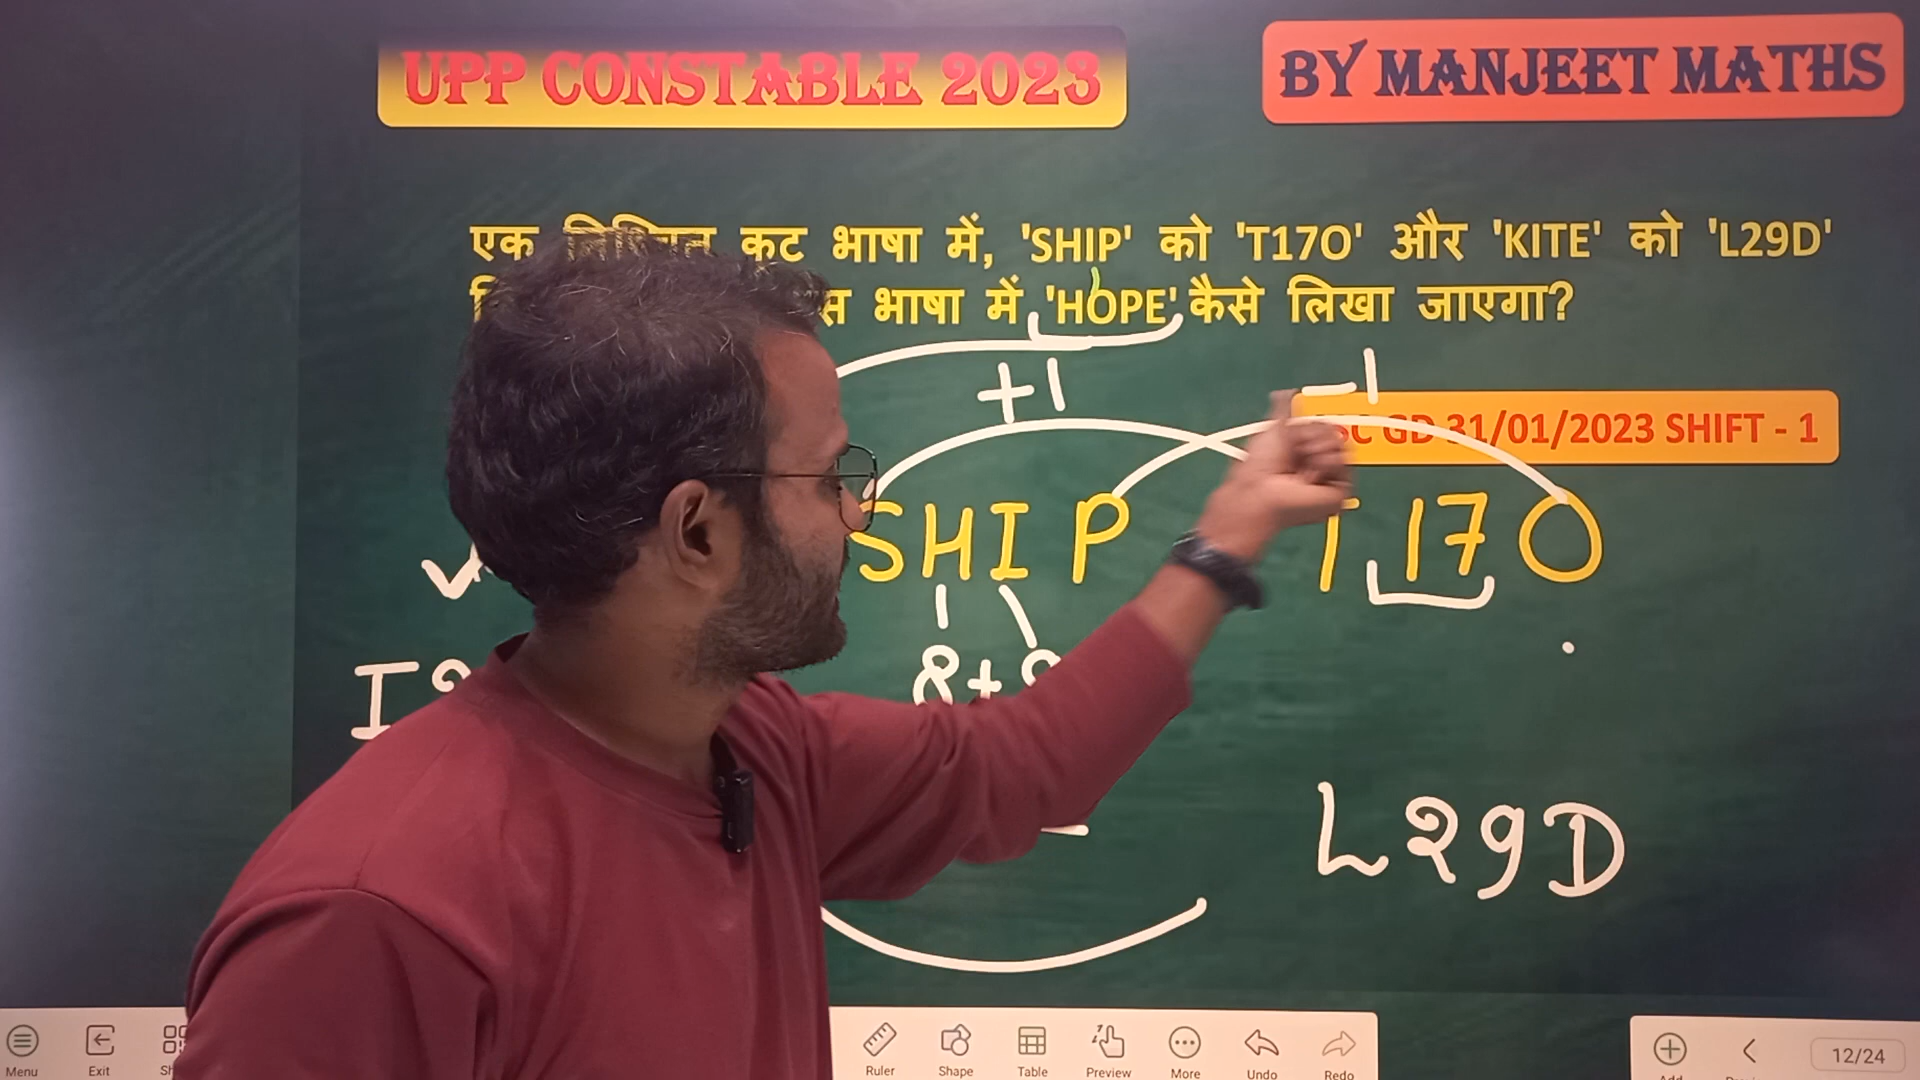 UPP CONSTABLE 2023
BY MANJEET MATHS
एक कूट भाषा में, 'SHIP' को 'T17O' और 'KITE' को 'L29D'
भाषा में 'HOPE' कैसे लिखा जाएगा?
+1 -1
GD 31/01/2023 SHIFT - 1
SHIP T17O
8+
I
L29D
Menu Exit Ruler Shape Table Preview More Undo Redo 12/24